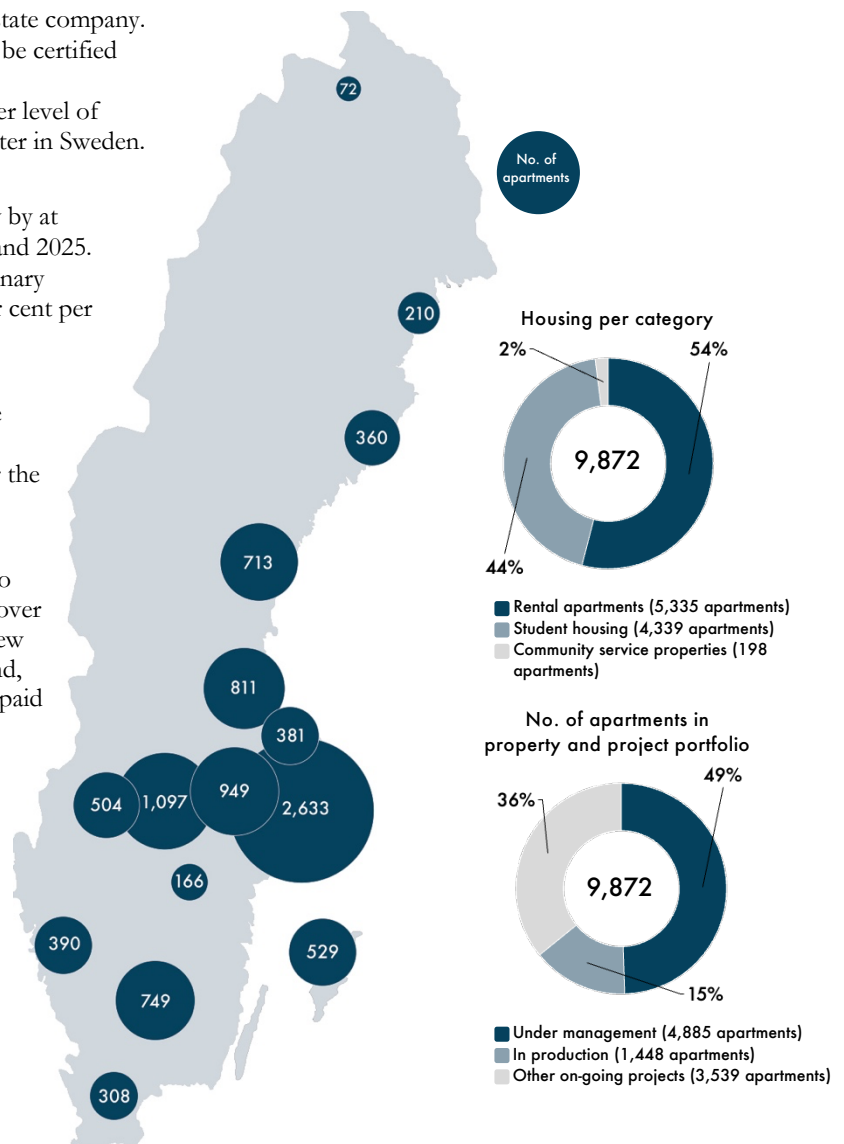 tate company.
be certified
er level of
ter in Sweden.
by at
and 2025.
nary
r cent per
the
o
over
ew
nd,
paid
72
No. of
apartments
210
360
713
811
381
504
1,097
949
2,633
166
390
529
749
308
Housing per category
2%
54%
9,872
44%
Rental apartments (5,335 apartments)
Student housing (4,339 apartments)
Community service properties (198
apartments)
No. of apartments in
property and project portfolio
49%
36%
9,872
15%
Under management (4,885 apartments)
In production (1,448 apartments)
Other on-going projects (3,539 apartments)